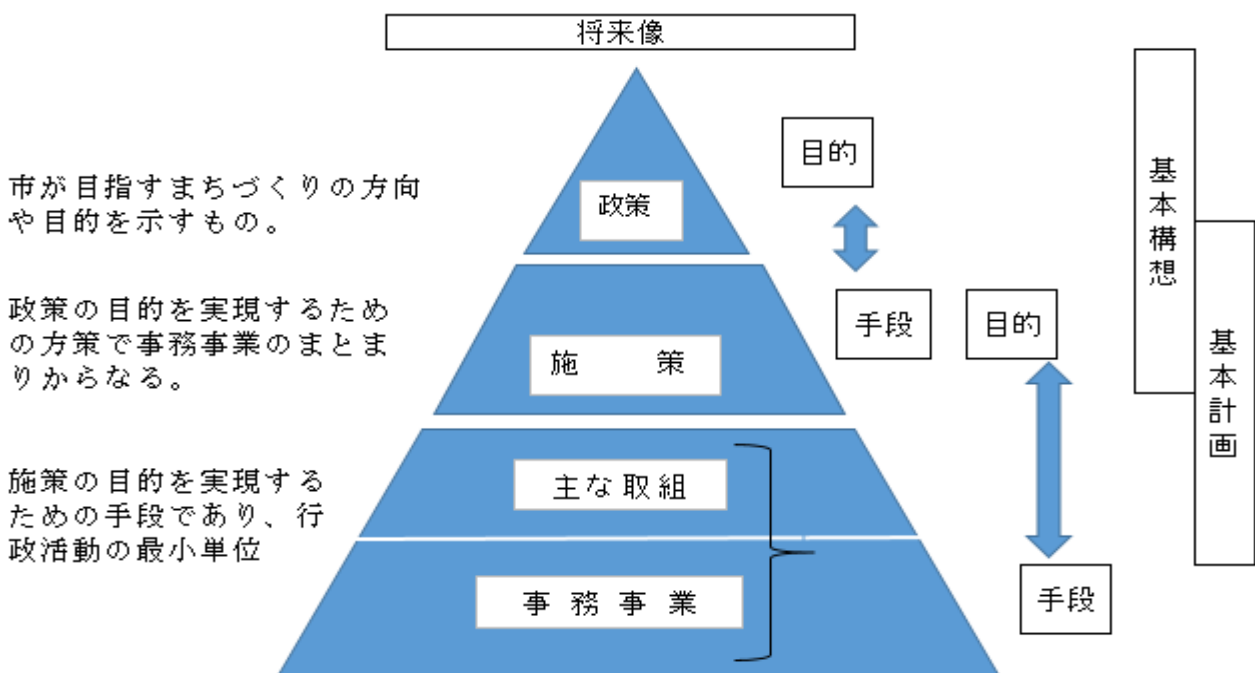 将来像
市が目指すまちづくりの方向
や目的を示すもの。
政策
目的
基本構想
政策の目的を実現するため
の方策で事務事業のまとま
りからなる。
施　策
手段
目的
基本計画
施策の目的を実現する
ための手段であり、行
政活動の最小単位
主な取組
事務事業
手段